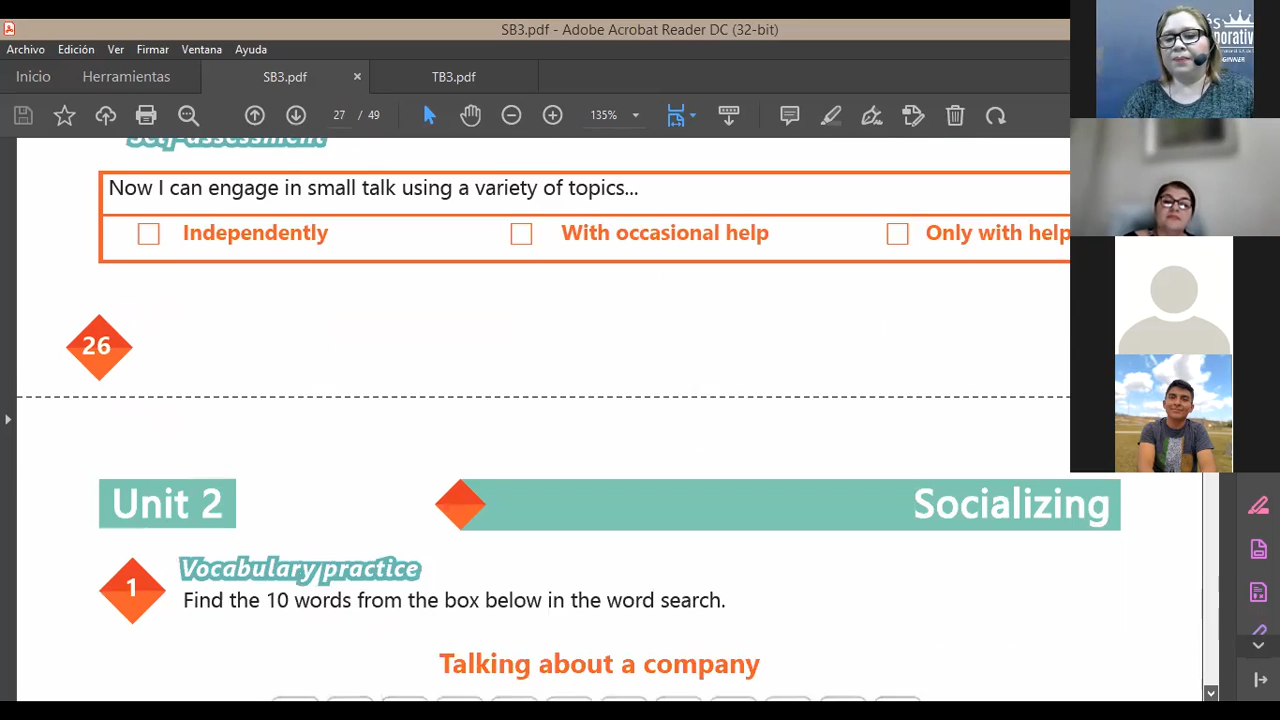 SB3.pdf - Adobe Acrobat Reader DC (32-bit)
Archivo Edición Ver Firmar Ventana Ayuda
Inicio Herramientas SB3.pdf × TB3.pdf
27 / 49 135%
Self-assessment
Now I can engage in small talk using a variety of topics...
Independently With occasional help Only with help
26
Unit 2 Socializing
1 Vocabulary practice
Find the 10 words from the box below in the word search.
Talking about a company